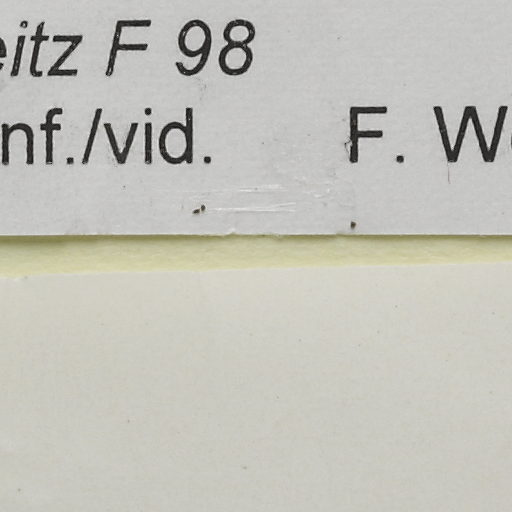 eitz F 98
nf./vid. F. W